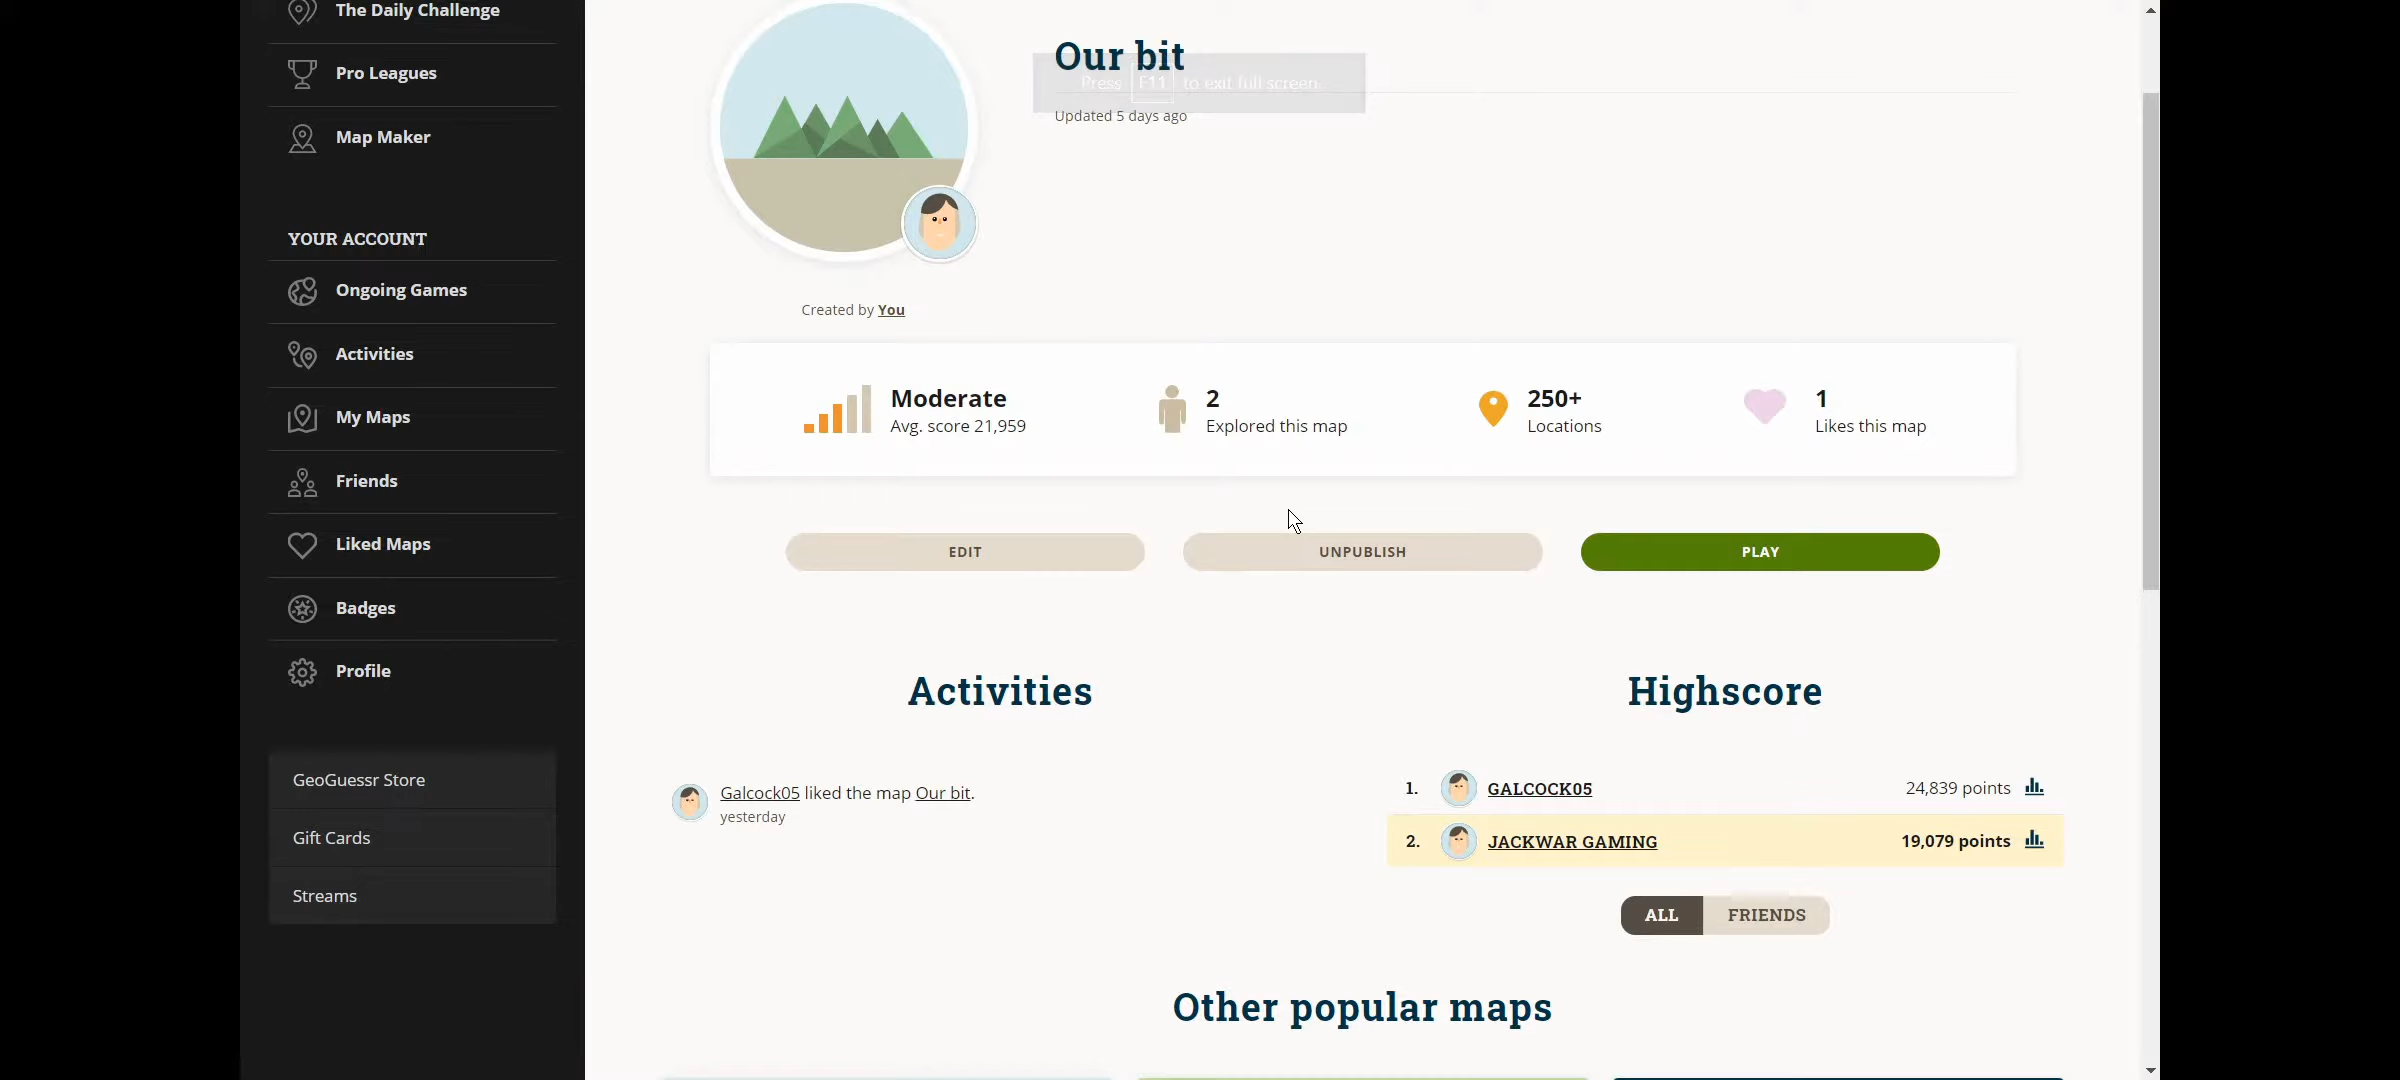 The Daily Challenge
Pro Leagues
Map Maker
YOUR ACCOUNT
Ongoing Games
Activities
My Maps
Friends
Liked Maps
Badges
Profile
GeoGuessr Store
Gift Cards
Streams
Our bit
Press F11 to exit full screen
Updated 5 days ago
Created by You
Moderate
Avg. score 21,959
2
Explored this map
250+
Locations
1
Likes this map
EDIT
UNPUBLISH
PLAY
Activities
Galcock05 liked the map Our bit.
yesterday
Highscore
1. GALCOCK05 24,839 points
2. JACKWAR GAMING 19,079 points
ALL
FRIENDS
Other popular maps